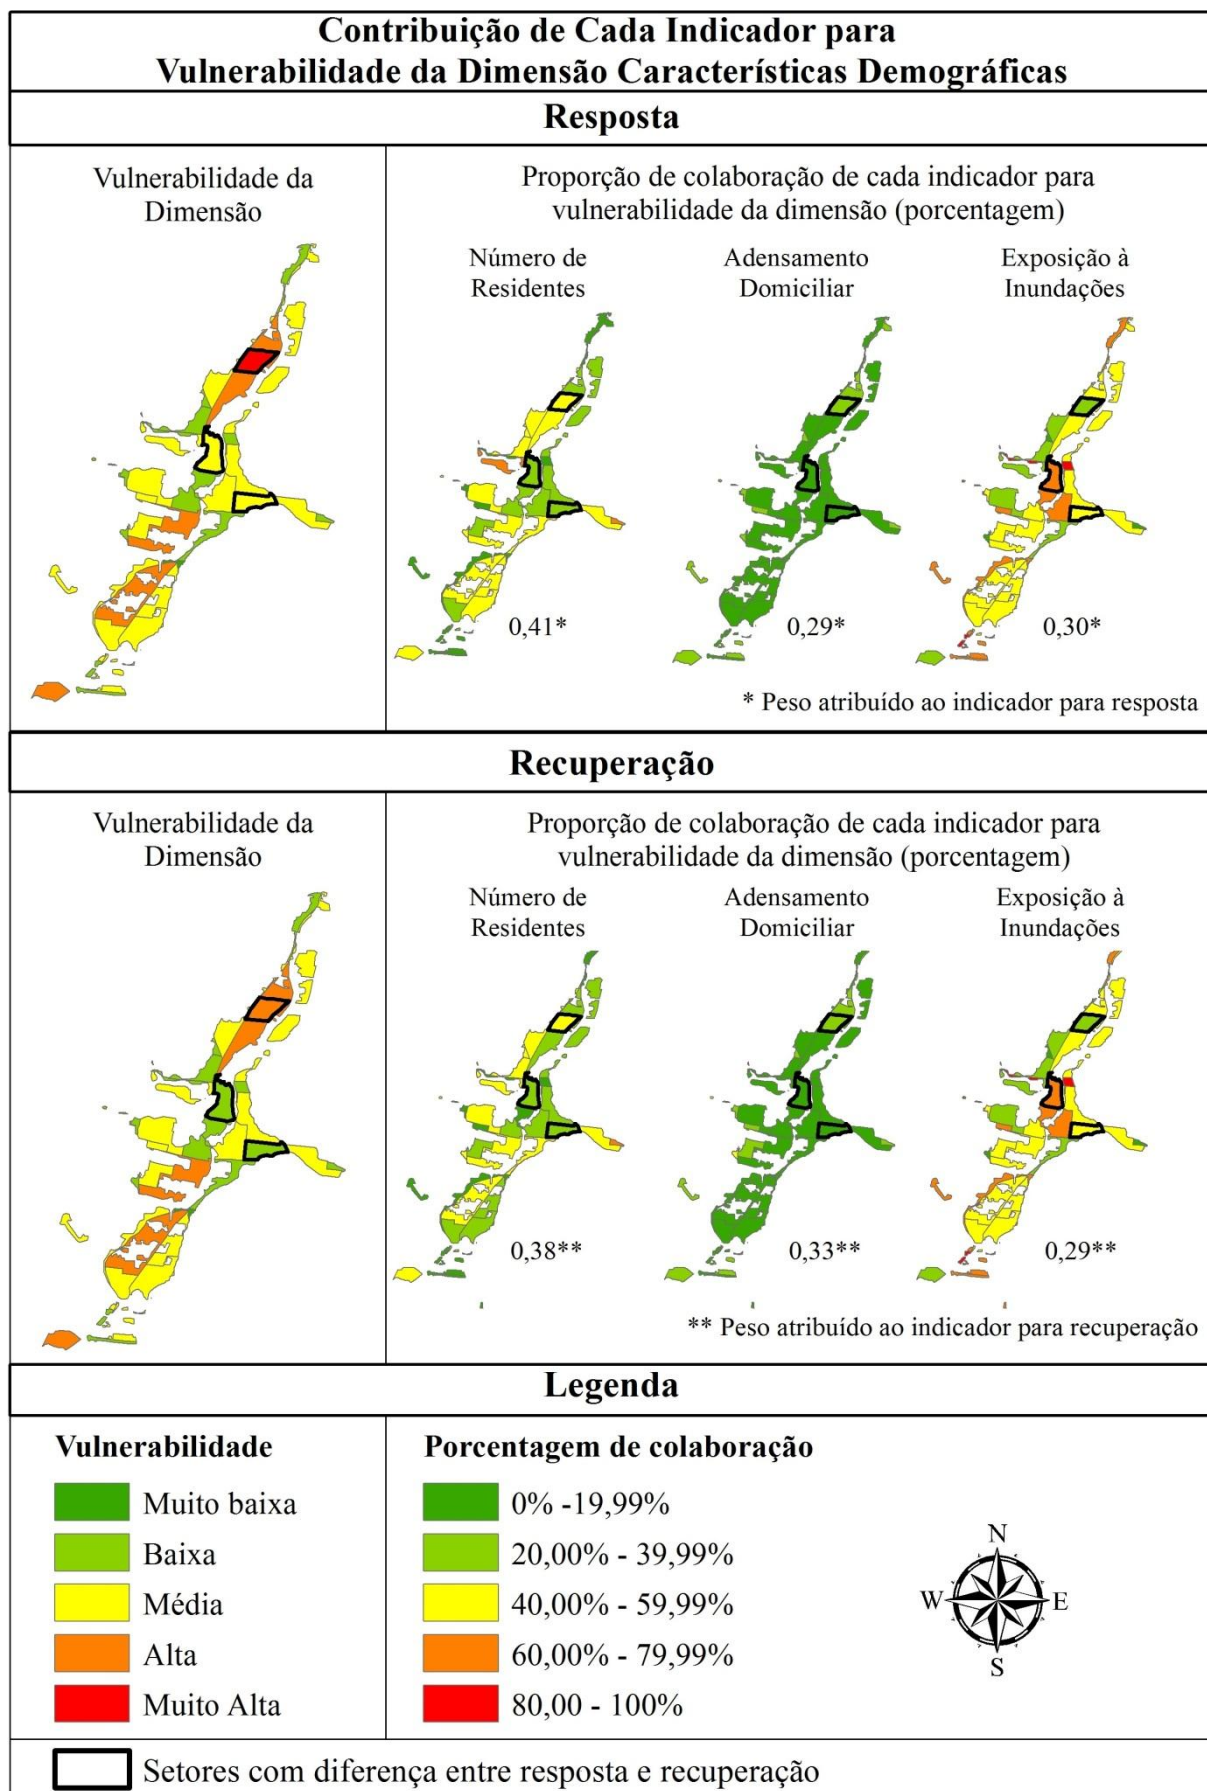 Contribuição de Cada Indicador para
Vulnerabilidade da Dimensão Características Demográficas
Resposta
Vulnerabilidade da
Dimensão
Proporção de colaboração de cada indicador para
vulnerabilidade da dimensão (porcentagem)
Número de
Residentes
Adensamento
Domiciliar
Exposição à
Inundações
0,41*
0,29*
0,30*
* Peso atribuído ao indicador para resposta
Recuperação
Vulnerabilidade da
Dimensão
Proporção de colaboração de cada indicador para
vulnerabilidade da dimensão (porcentagem)
Número de
Residentes
Adensamento
Domiciliar
Exposição à
Inundações
0,38**
0,33**
0,29**
** Peso atribuído ao indicador para recuperação
Legenda
Vulnerabilidade
Muito baixa
Baixa
Média
Alta
Muito Alta
Porcentagem de colaboração
0% -19,99%
20,00% - 39,99%
40,00% - 59,99%
60,00% - 79,99%
80,00 - 100%
N
W
E
S
Setores com diferença entre resposta e recuperação